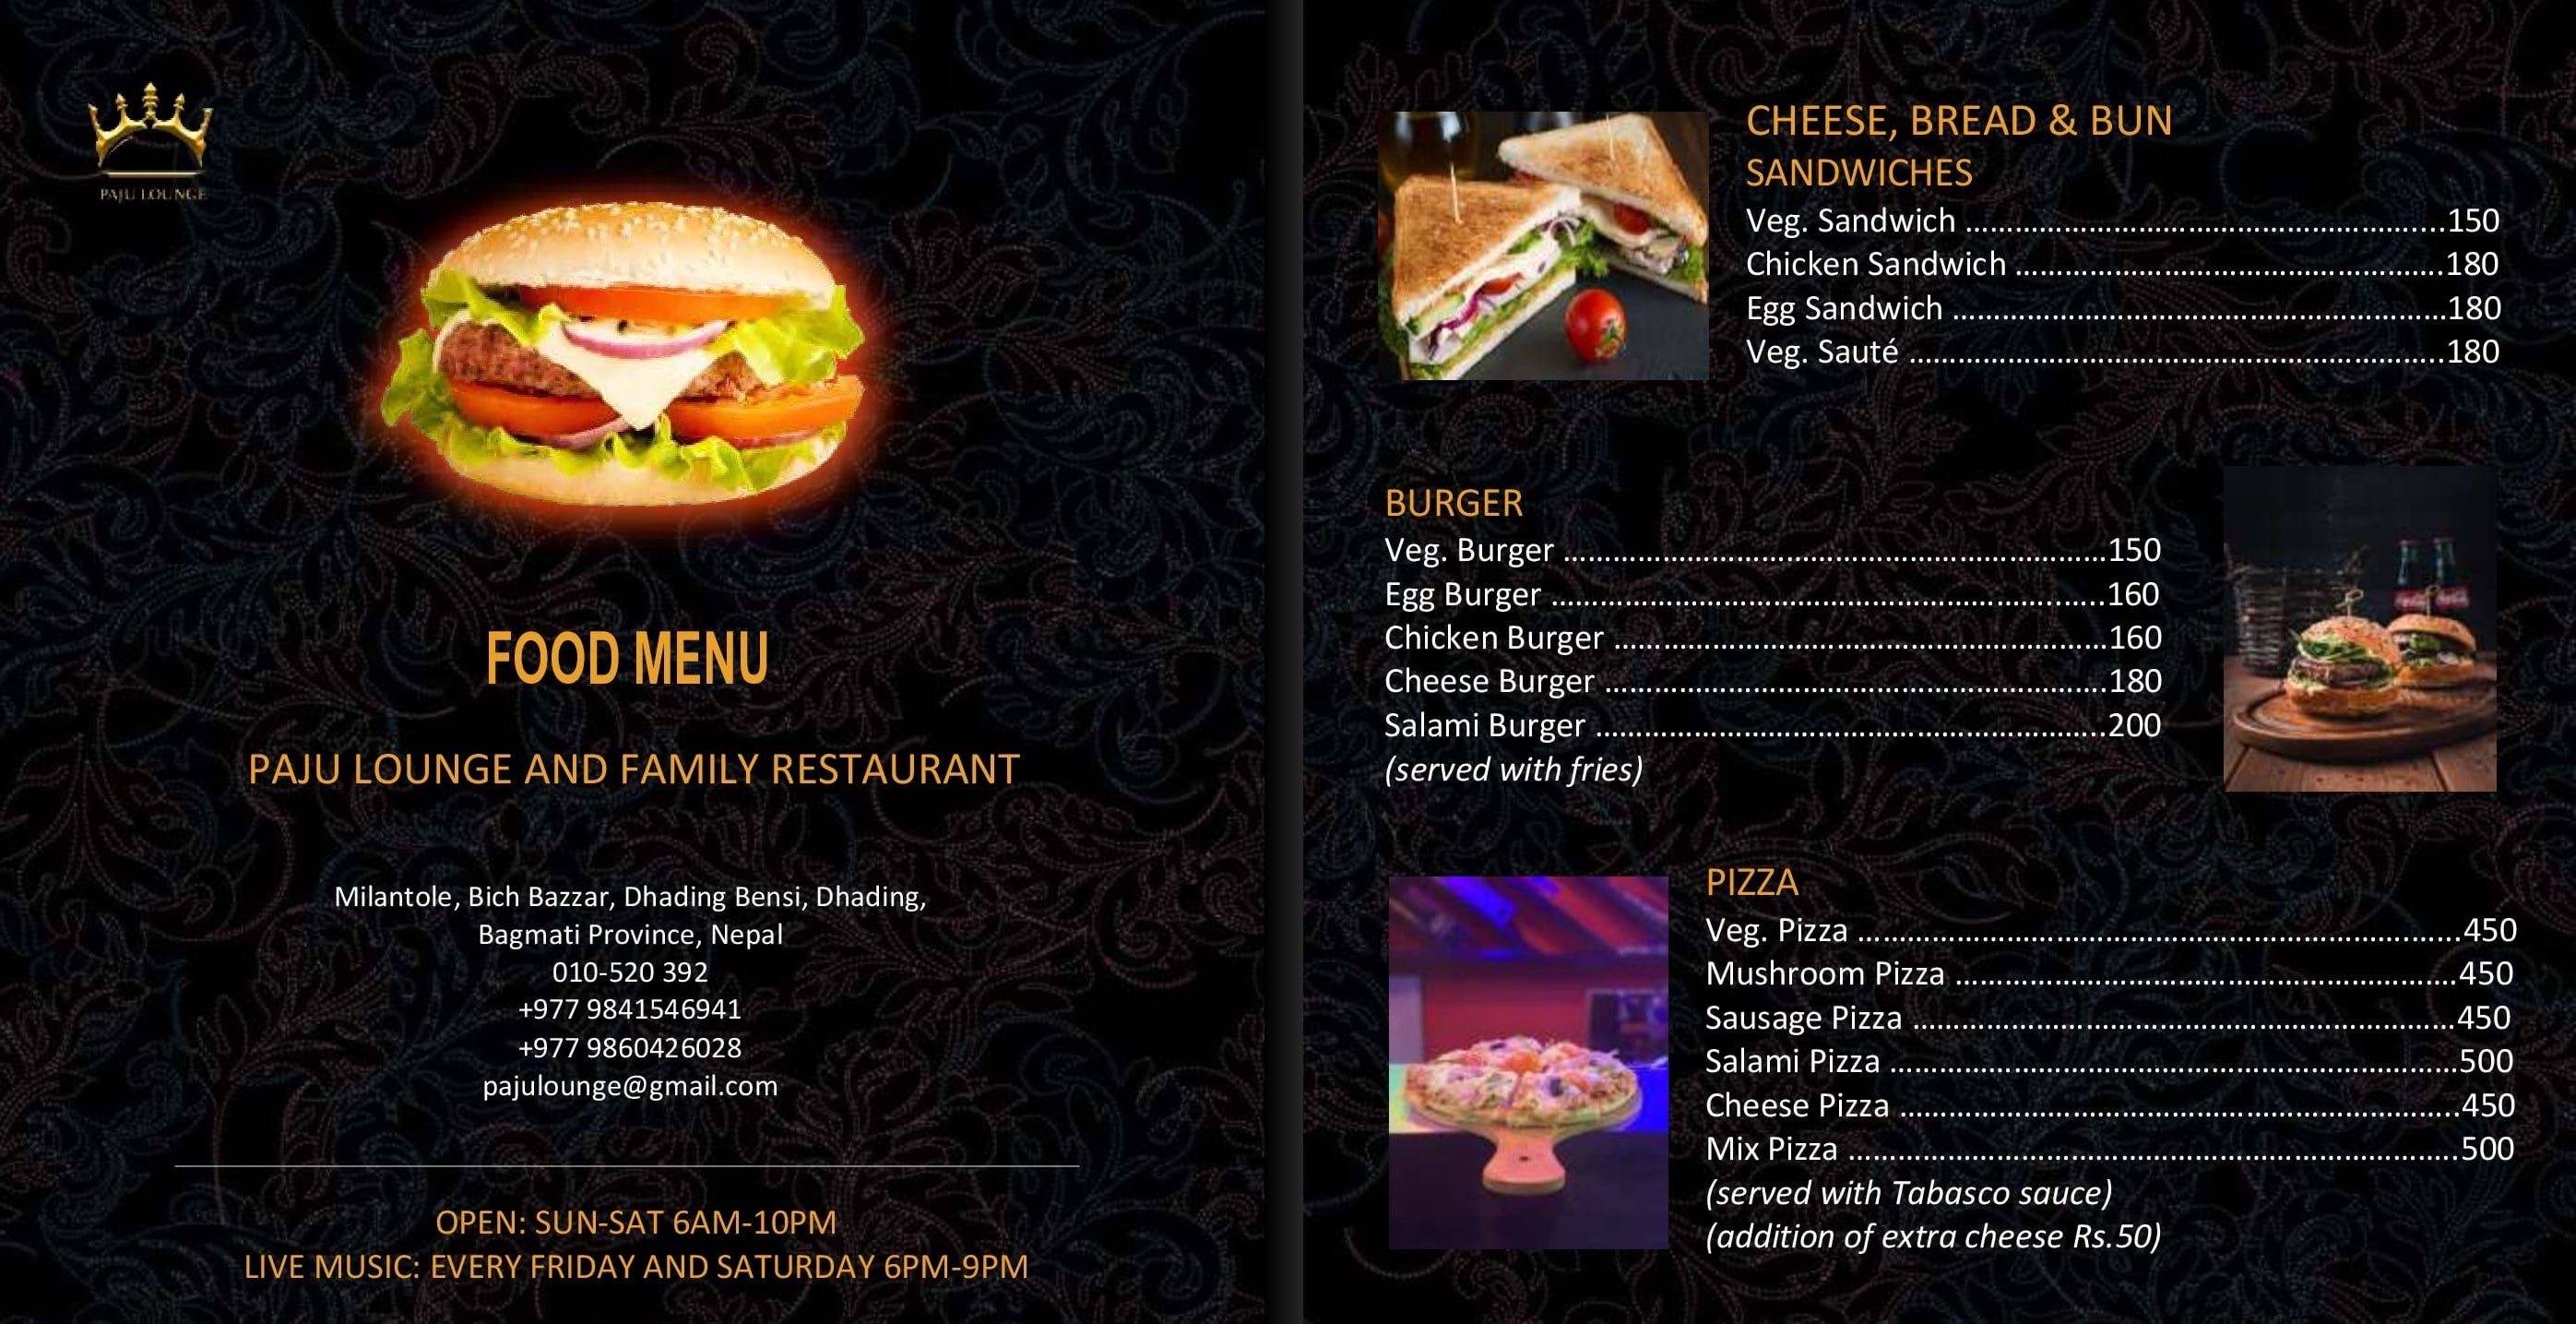 PAJU LOUNGE
FOOD MENU
PAJU LOUNGE AND FAMILY RESTAURANT
Milantole, Bich Bazzar, Dhading Bensi, Dhading,
Bagmati Province, Nepal
010-520 392
+977 9841546941
+977 9860426028
pajulounge@gmail.com
OPEN: SUN-SAT 6AM-10PM
LIVE MUSIC: EVERY FRIDAY AND SATURDAY 6PM-9PM
CHEESE, BREAD & BUN
SANDWICHES
Veg. Sandwich ..........150
Chicken Sandwich ..........180
Egg Sandwich ..........180
Veg. Sauté ..........180
BURGER
Veg. Burger ..........150
Egg Burger ..........160
Chicken Burger ..........160
Cheese Burger ..........180
Salami Burger ..........200
(served with fries)
PIZZA
Veg. Pizza ..........450
Mushroom Pizza ..........450
Sausage Pizza ..........450
Salami Pizza ..........500
Cheese Pizza ..........450
Mix Pizza ..........500
(served with Tabasco sauce)
(addition of extra cheese Rs.50)